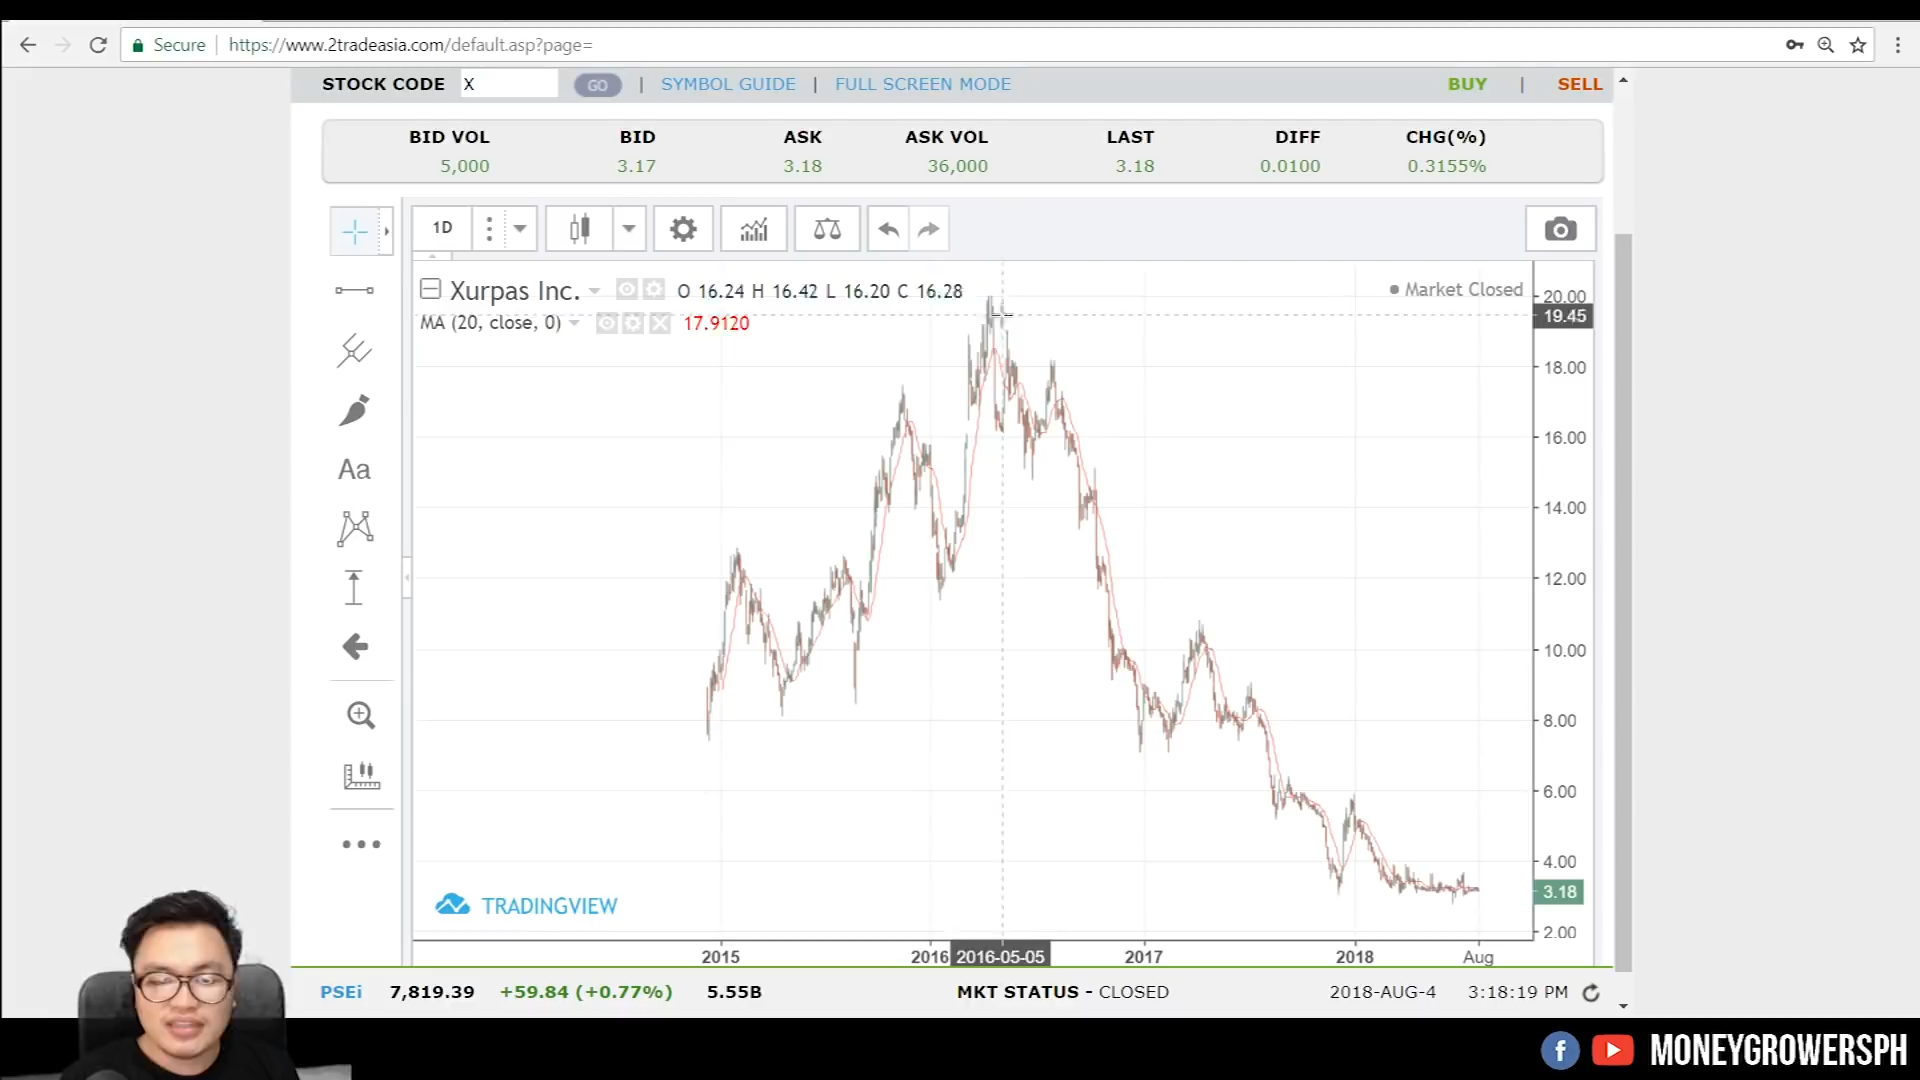 Secure https://www.2tradeasia.com/default.asp?page=
STOCK CODE X GO | SYMBOL GUIDE | FULL SCREEN MODE BUY | SELL
BID VOL BID ASK ASK VOL LAST DIFF CHG(%)
5,000 3.17 3.18 36,000 3.18 0.0100 0.3155%
1D
Xurpas Inc. O 16.24 H 16.42 L 16.20 C 16.28 Market Closed
MA (20, close, 0) 17.9120
20.00
19.45
18.00
16.00
Aa
14.00
12.00
10.00
8.00
6.00
4.00
3.18
2.00
TRADINGVIEW
2015 2016 2016-05-05 2017 2018 Aug
PSEi 7,819.39 +59.84 (+0.77%) 5.55B MKT STATUS - CLOSED 2018-AUG-4 3:18:19 PM
MONEYGROWERSPH